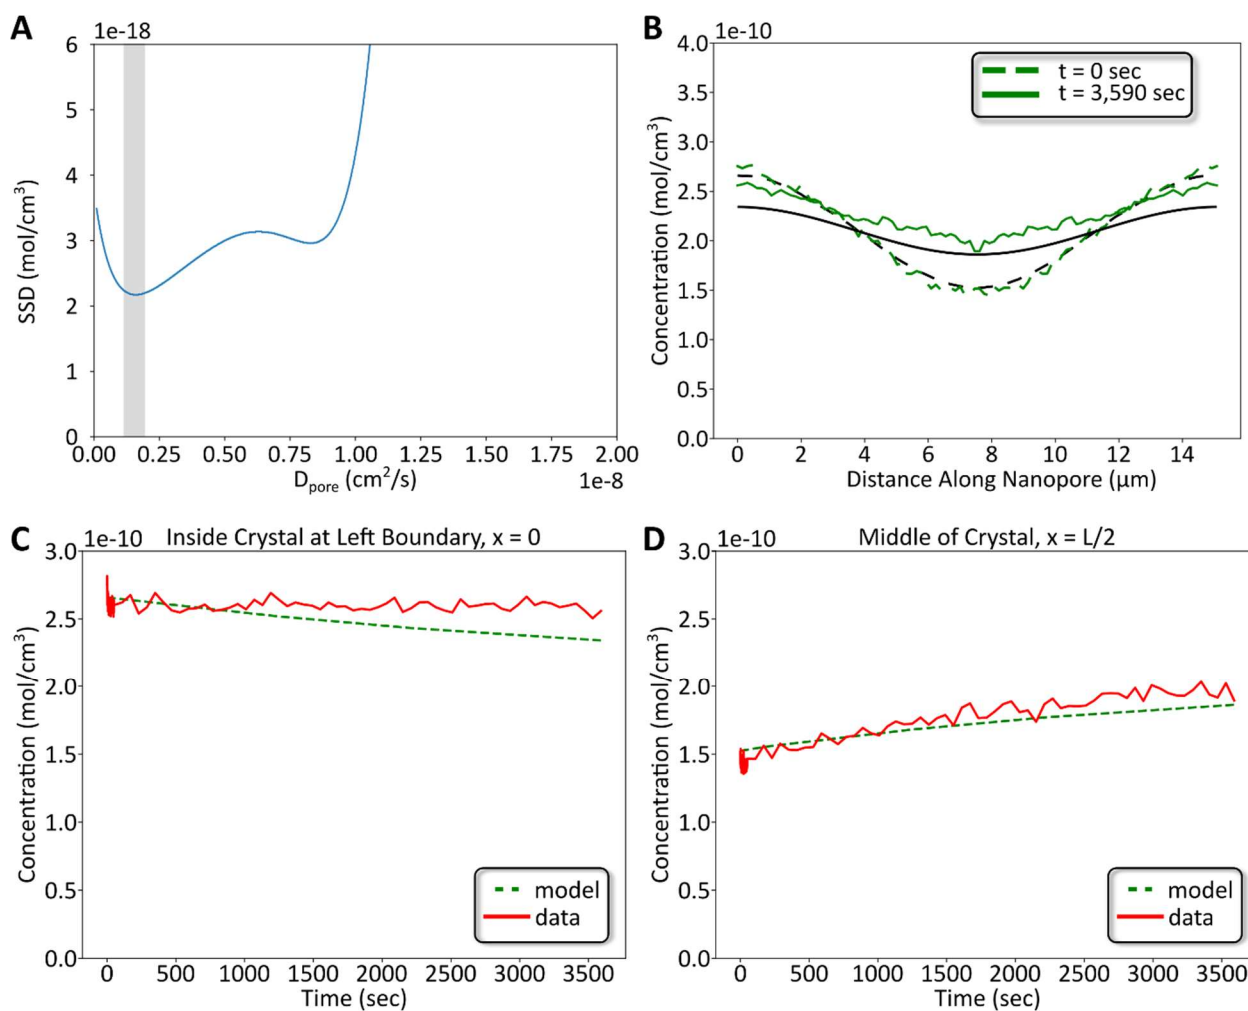 A
1e-18
6
5
4
3
2
1
0
SSD (mol/cm³)
0.00 0.25 0.50 0.75 1.00 1.25 1.50 1.75 2.00
D_pore (cm²/s)
1e-8
B
1e-10
4.0
3.5
3.0
2.5
2.0
1.5
1.0
0.5
0.0
Concentration (mol/cm³)
t = 0 sec
t = 3,590 sec
0 2 4 6 8 10 12 14
Distance Along Nanopore (µm)
C
1e-10
Inside Crystal at Left Boundary, x = 0
3.0
2.5
2.0
1.5
1.0
0.5
0.0
Concentration (mol/cm³)
model
data
0 500 1000 1500 2000 2500 3000 3500
Time (sec)
D
1e-10
Middle of Crystal, x = L/2
3.0
2.5
2.0
1.5
1.0
0.5
0.0
Concentration (mol/cm³)
model
data
0 500 1000 1500 2000 2500 3000 3500
Time (sec)